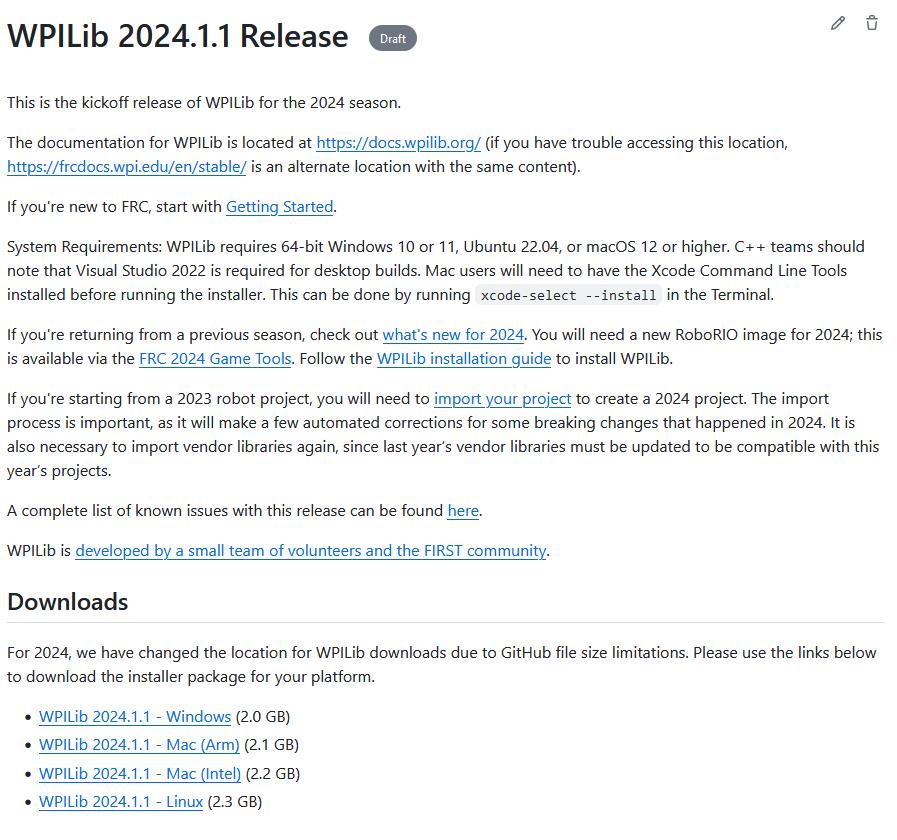 WPILib 2024.1.1 Release Draft
This is the kickoff release of WPILib for the 2024 season.
The documentation for WPILib is located at https://docs.wpilib.org/ (if you have trouble accessing this location,
https://frcdocs.wpi.edu/en/stable/ is an alternate location with the same content).
If you're new to FRC, start with Getting Started.
System Requirements: WPILib requires 64-bit Windows 10 or 11, Ubuntu 22.04, or macOS 12 or higher. C++ teams should
note that Visual Studio 2022 is required for desktop builds. Mac users will need to have the Xcode Command Line Tools
installed before running the installer. This can be done by running xcode-select --install in the Terminal.
If you're returning from a previous season, check out what's new for 2024. You will need a new RoboRIO image for 2024; this
is available via the FRC 2024 Game Tools. Follow the WPILib installation guide to install WPILib.
If you're starting from a 2023 robot project, you will need to import your project to create a 2024 project. The import
process is important, as it will make a few automated corrections for some breaking changes that happened in 2024. It is
also necessary to import vendor libraries again, since last year’s vendor libraries must be updated to be compatible with this
year’s projects.
A complete list of known issues with this release can be found here.
WPILib is developed by a small team of volunteers and the FIRST community.
Downloads
For 2024, we have changed the location for WPILib downloads due to GitHub file size limitations. Please use the links below
to download the installer package for your platform.
• WPILib 2024.1.1 - Windows (2.0 GB)
• WPILib 2024.1.1 - Mac (Arm) (2.1 GB)
• WPILib 2024.1.1 - Mac (Intel) (2.2 GB)
• WPILib 2024.1.1 - Linux (2.3 GB)